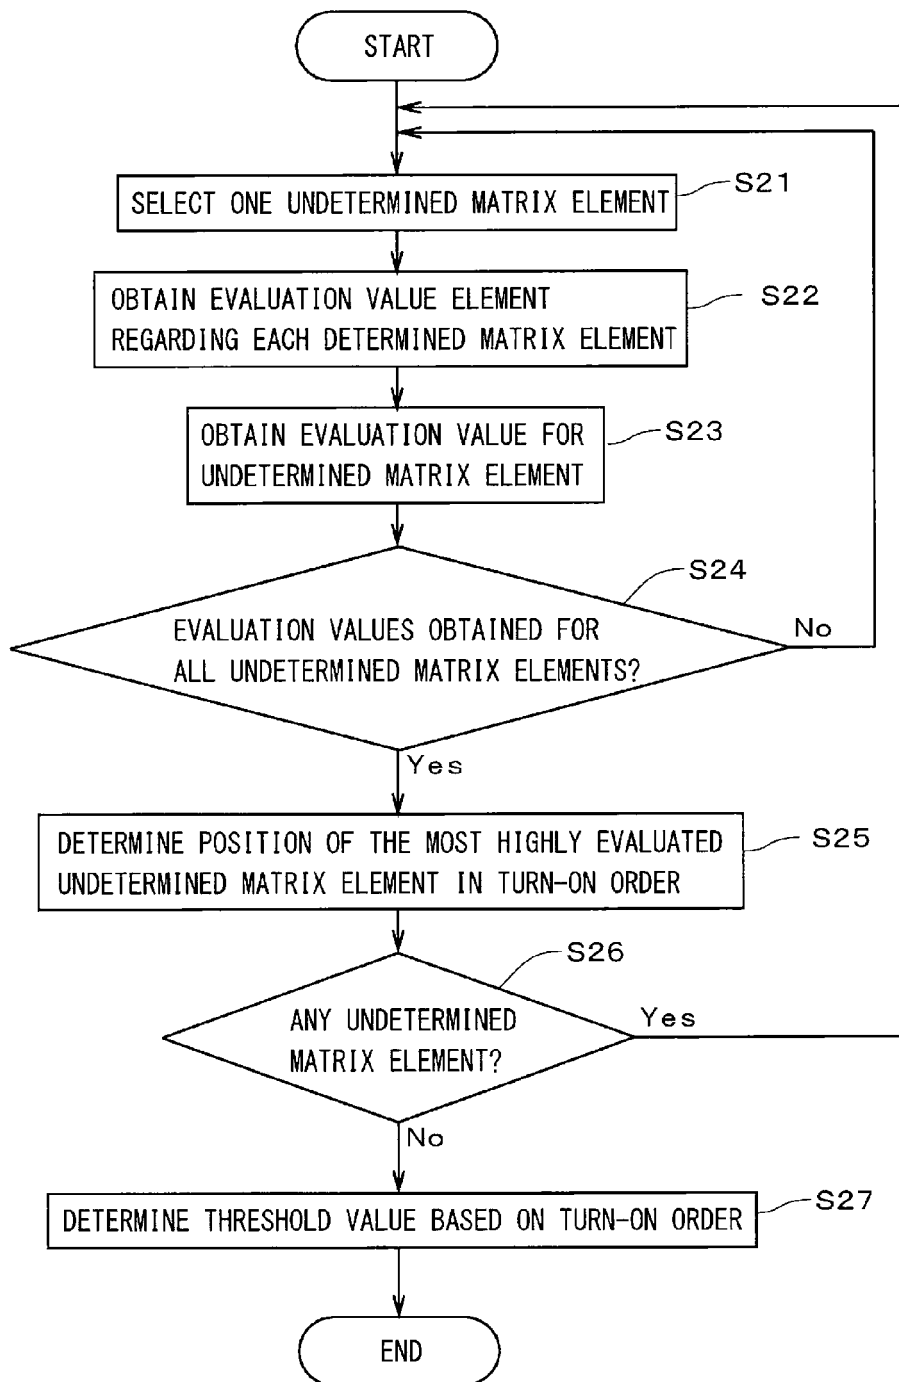 START
SELECT ONE UNDETERMINED MATRIX ELEMENT
S21
OBTAIN EVALUATION VALUE ELEMENT
REGARDING EACH DETERMINED MATRIX ELEMENT
S22
OBTAIN EVALUATION VALUE FOR
UNDETERMINED MATRIX ELEMENT
S23
S24
EVALUATION VALUES OBTAINED FOR
ALL UNDETERMINED MATRIX ELEMENTS?
No
Yes
DETERMINE POSITION OF THE MOST HIGHLY EVALUATED
UNDETERMINED MATRIX ELEMENT IN TURN-ON ORDER
S25
S26
ANY UNDETERMINED
MATRIX ELEMENT?
Yes
No
DETERMINE THRESHOLD VALUE BASED ON TURN-ON ORDER
S27
END